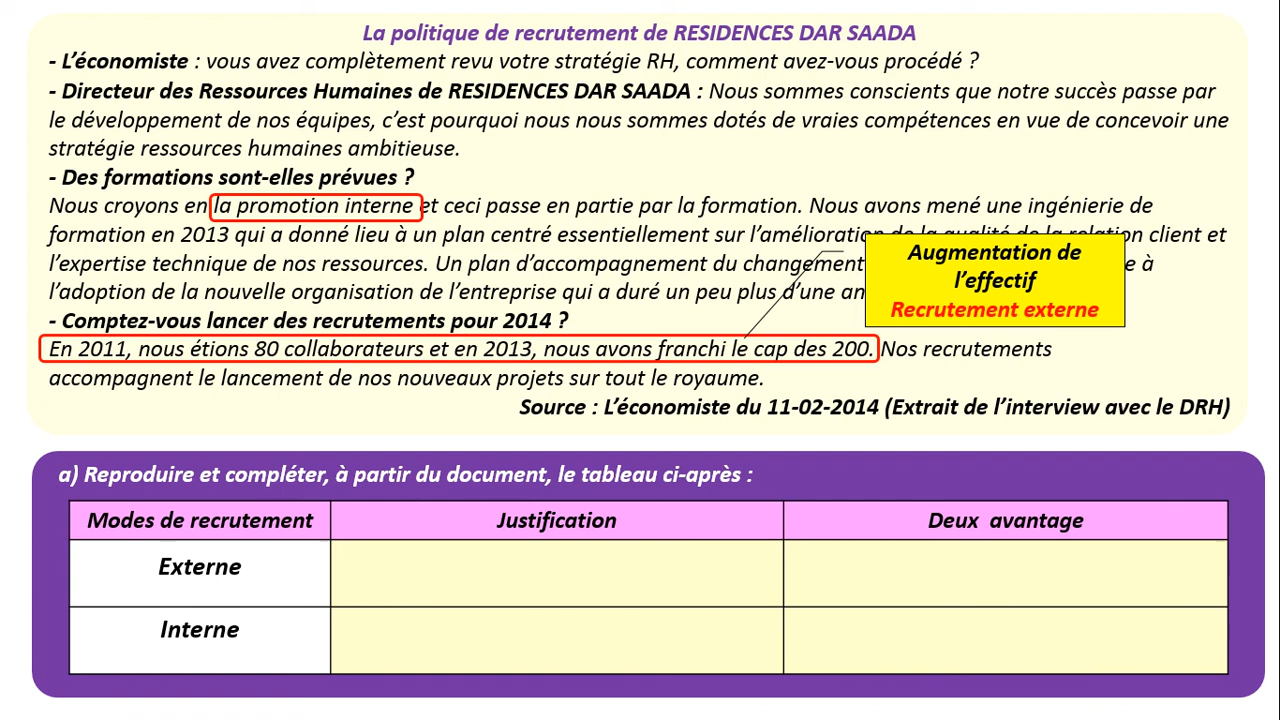 La politique de recrutement de RESIDENCES DAR SAADA
- L'économiste : vous avez complètement revu votre stratégie RH, comment avez-vous procédé ?
- Directeur des Ressources Humaines de RESIDENCES DAR SAADA : Nous sommes conscients que notre succès passe par
le développement de nos équipes, c'est pourquoi nous nous sommes dotés de vraies compétences en vue de concevoir une
stratégie ressources humaines ambitieuse.
- Des formations sont-elles prévues ?
Nous croyons en la promotion interne et ceci passe en partie par la formation. Nous avons mené une ingénierie de
formation en 2013 qui a donné lieu à un plan centré essentiellement sur l'amélioration de la qualité de la relation client et
l'expertise technique de nos ressources. Un plan d'accompagnement du changement
à
l'adoption de la nouvelle organisation de l'entreprise qui a duré un peu plus d'une
Augmentation de
l'effectif
Recrutement externe
- Comptez-vous lancer des recrutements pour 2014 ?
En 2011, nous étions 80 collaborateurs et en 2013, nous avons franchi le cap des 200. Nos recrutements
accompagnent le lancement de nos nouveaux projets sur tout le royaume.
Source : L'économiste du 11-02-2014 (Extrait de l'interview avec le DRH)
a) Reproduire et compléter, à partir du document, le tableau ci-après :
Modes de recrutement Justification Deux avantage
Externe
Interne